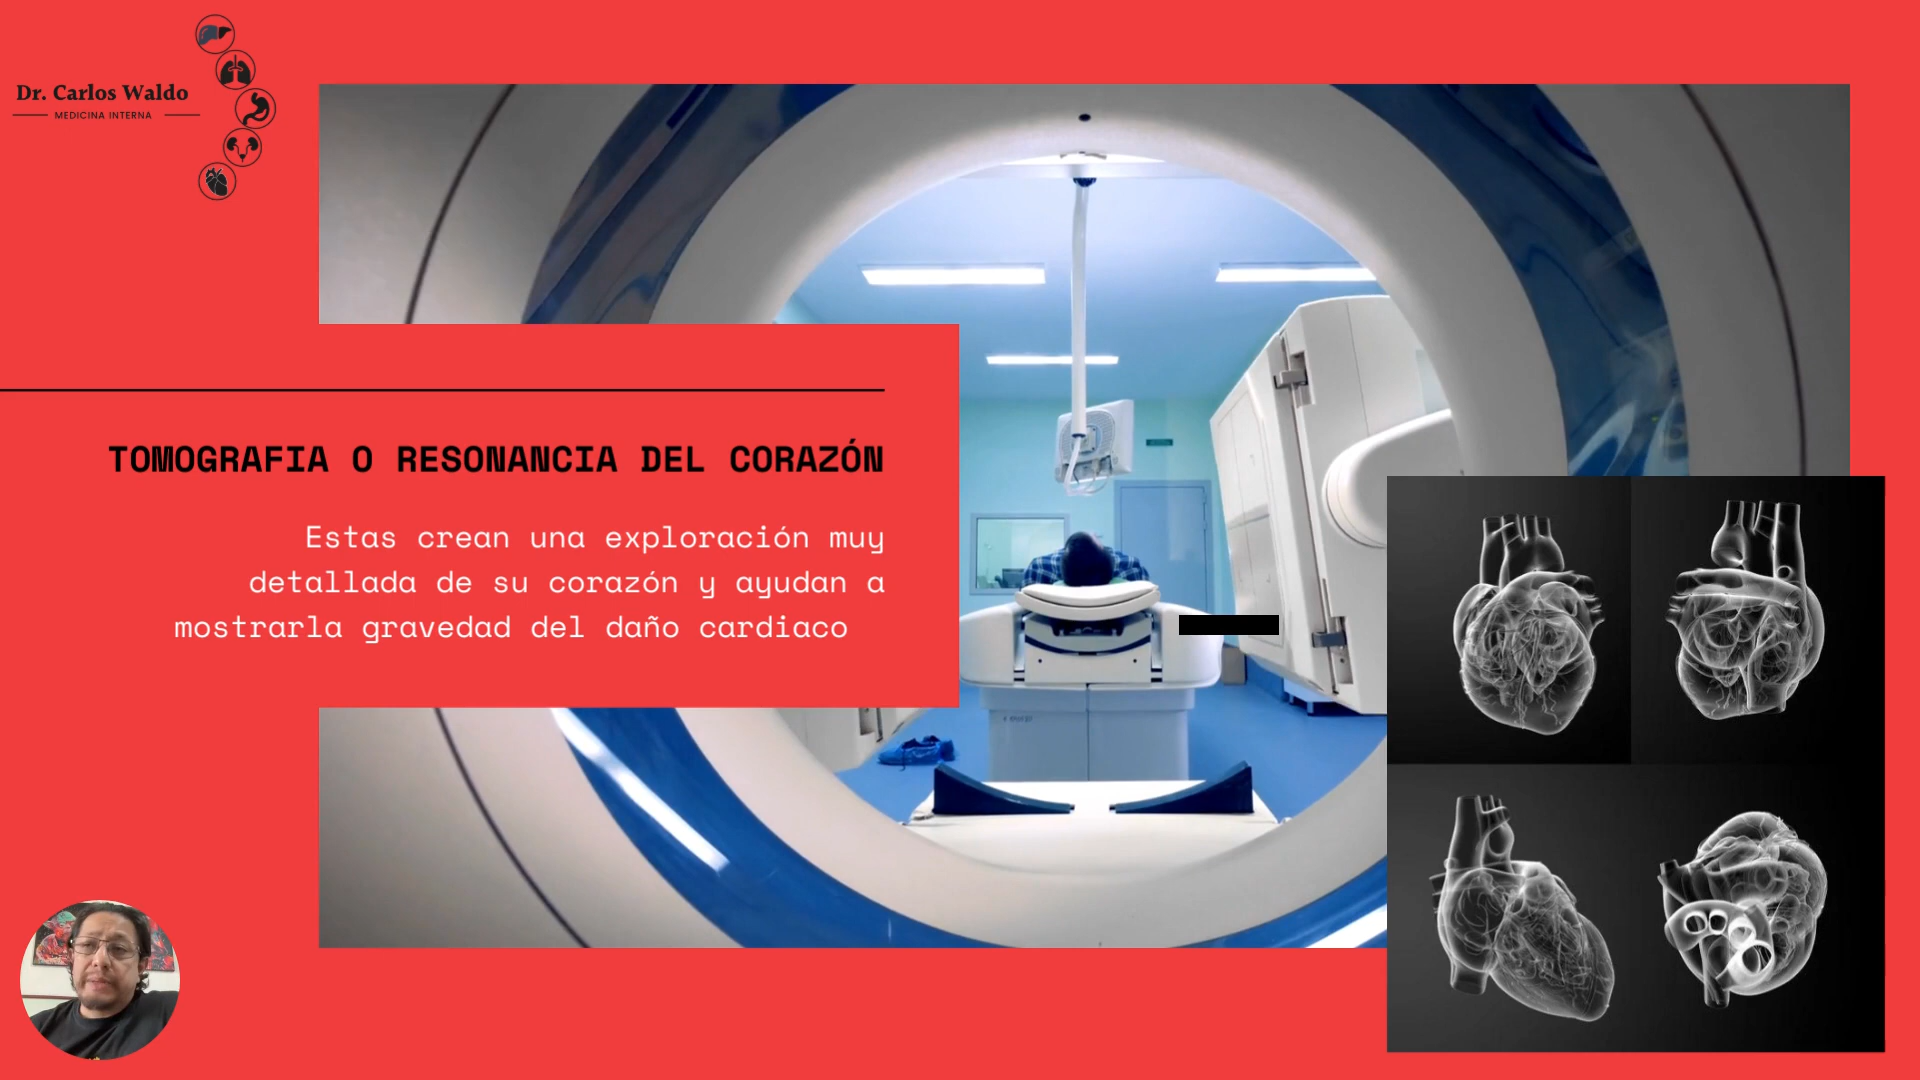 Dr. Carlos Waldo
MEDICINA INTERNA
TOMOGRAFIA O RESONANCIA DEL CORAZÓN
Estas crean una exploración muy
detallada de su corazón y ayudan a
mostrarla gravedad del daño cardiaco